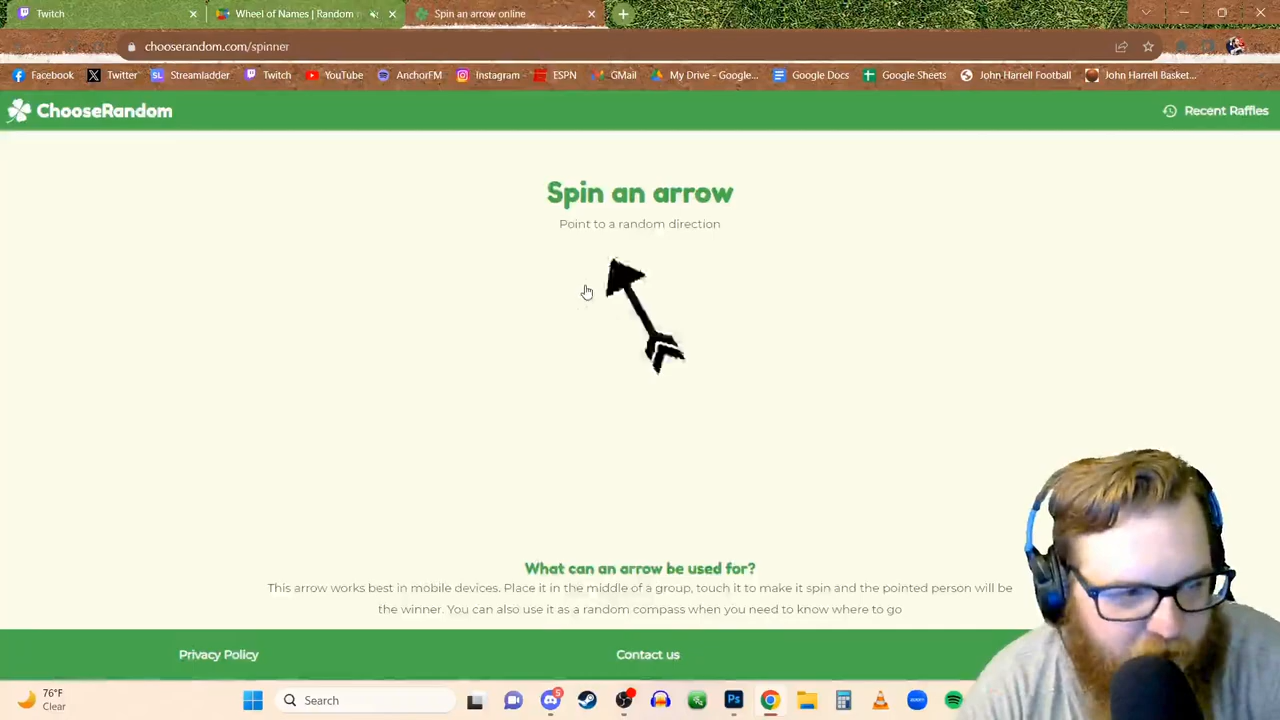 Twitch
Wheel of Names | Random
Spin an arrow online
chooserandom.com/spinner
Facebook
Twitter
Streamladder
Twitch
YouTube
AnchorFM
Instagram
ESPN
GMail
My Drive - Google...
Google Docs
Google Sheets
John Harrell Football
John Harrell Basket...
ChooseRandom
Recent Raffles
Spin an arrow
Point to a random direction
What can an arrow be used for?
This arrow works best in mobile devices. Place it in the middle of a group, touch it to make it spin and the pointed person will be
the winner. You can also use it as a random compass when you need to know where to go
Privacy Policy
Contact us
76°F
Clear
Search
5